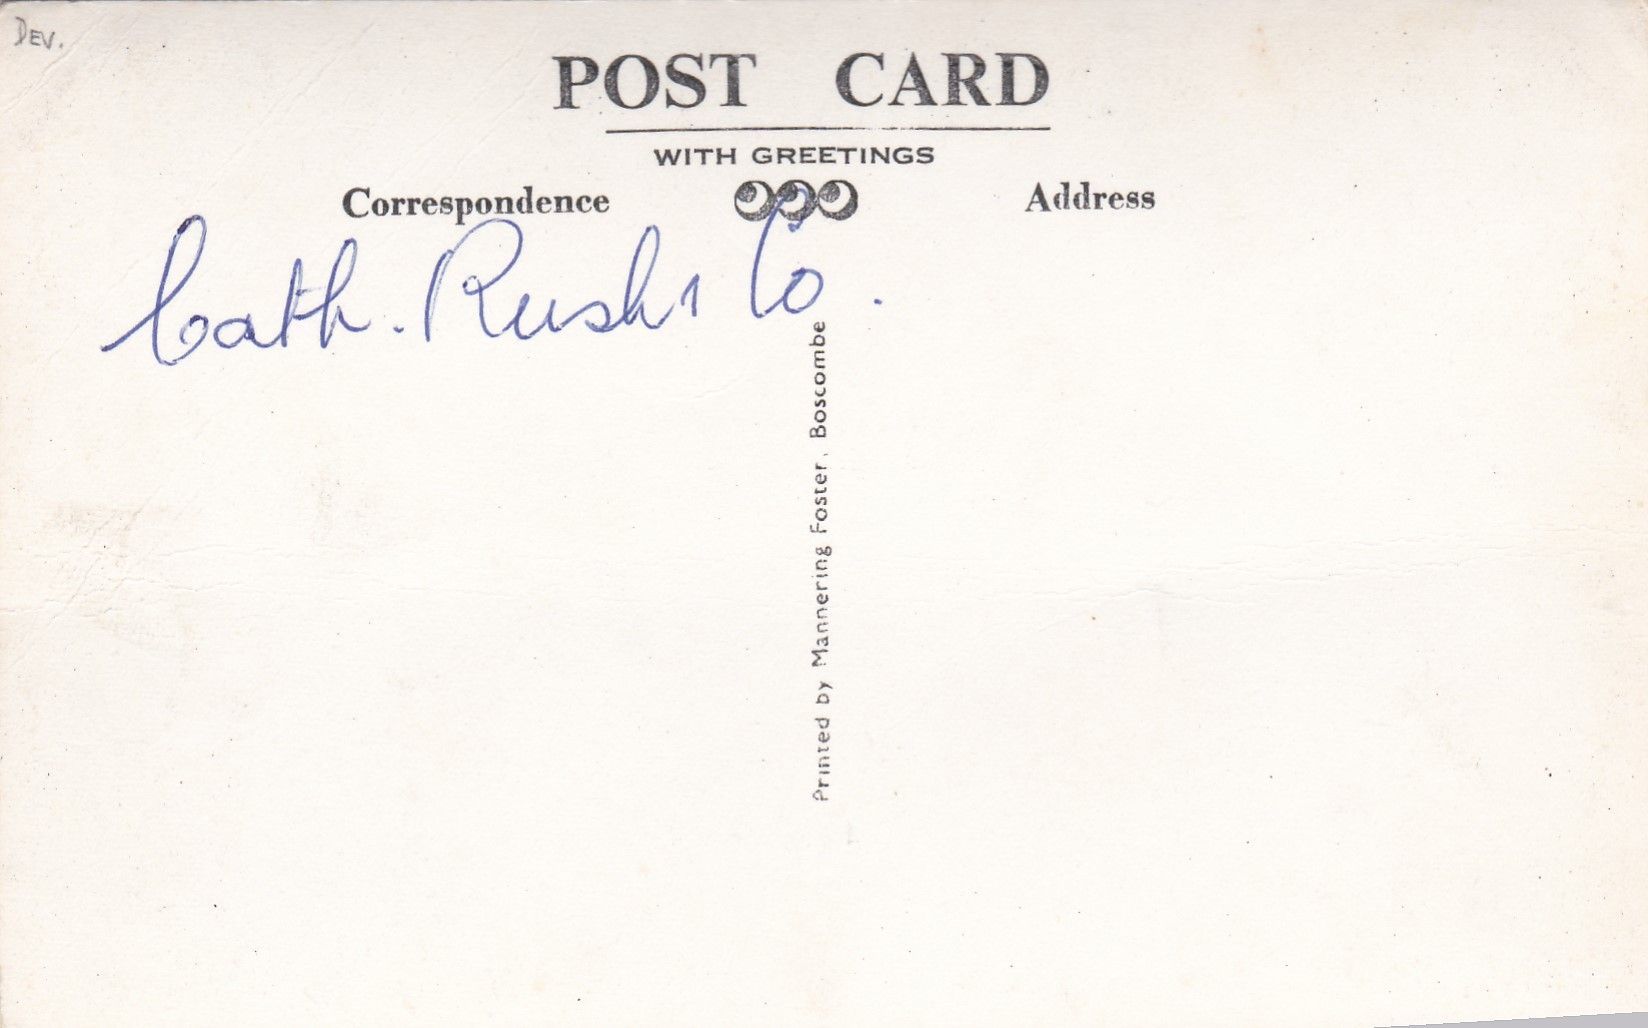 DEV.
POST CARD
WITH GREETINGS
Correspondence
Address
Cath. Rush Co.
Printed by Mannering Foster, Boscombe